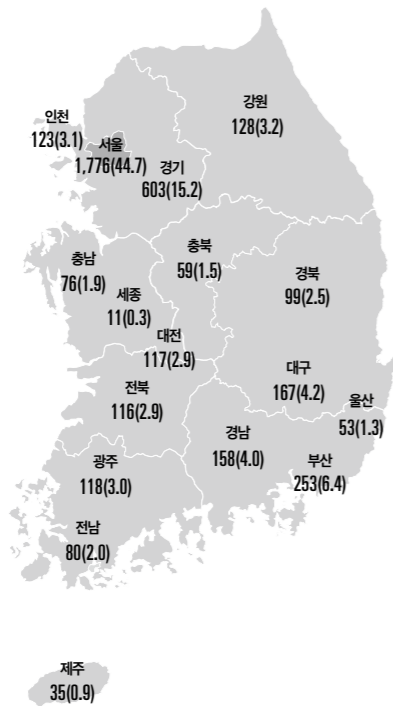 강원
128(3.2)
인천
123(3.1)
서울
1,776(44.7)
경기
603(15.2)
충북
59(1.5)
충남
76(1.9)
세종
11(0.3)
경북
99(2.5)
대전
117(2.9)
대구
167(4.2)
전북
116(2.9)
울산
53(1.3)
경남
158(4.0)
부산
253(6.4)
광주
118(3.0)
전남
80(2.0)
제주
35(0.9)